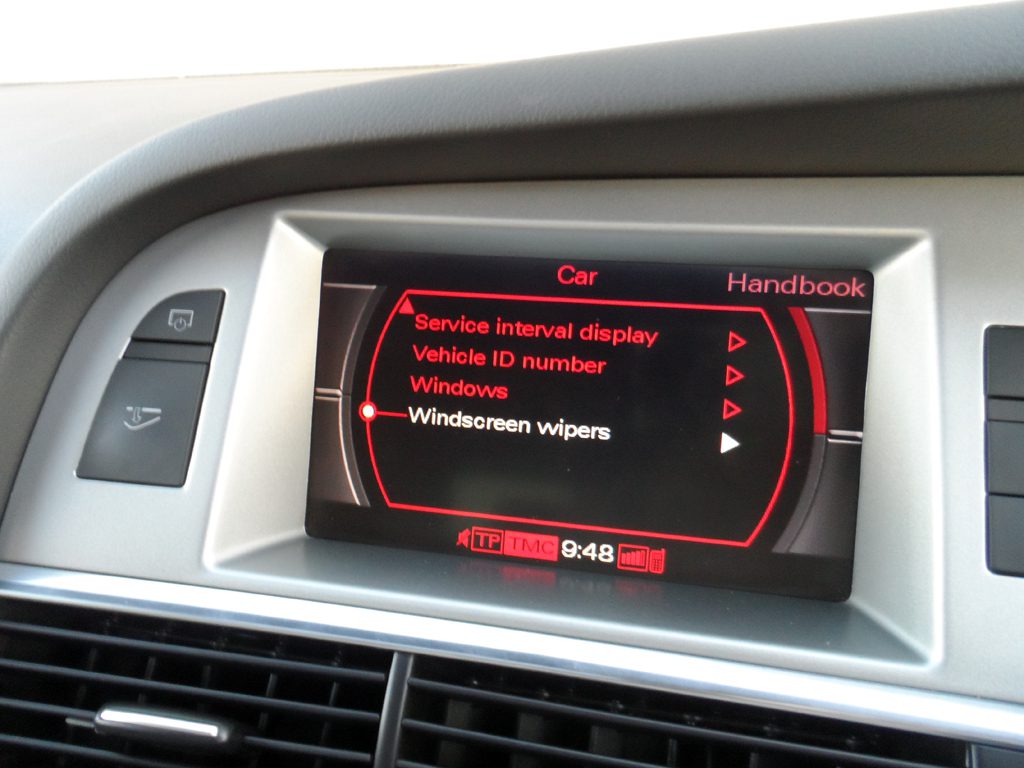 Car
Handbook
Service interval display
Vehicle ID number
Windows
Windscreen wipers
TP TMC 9:48